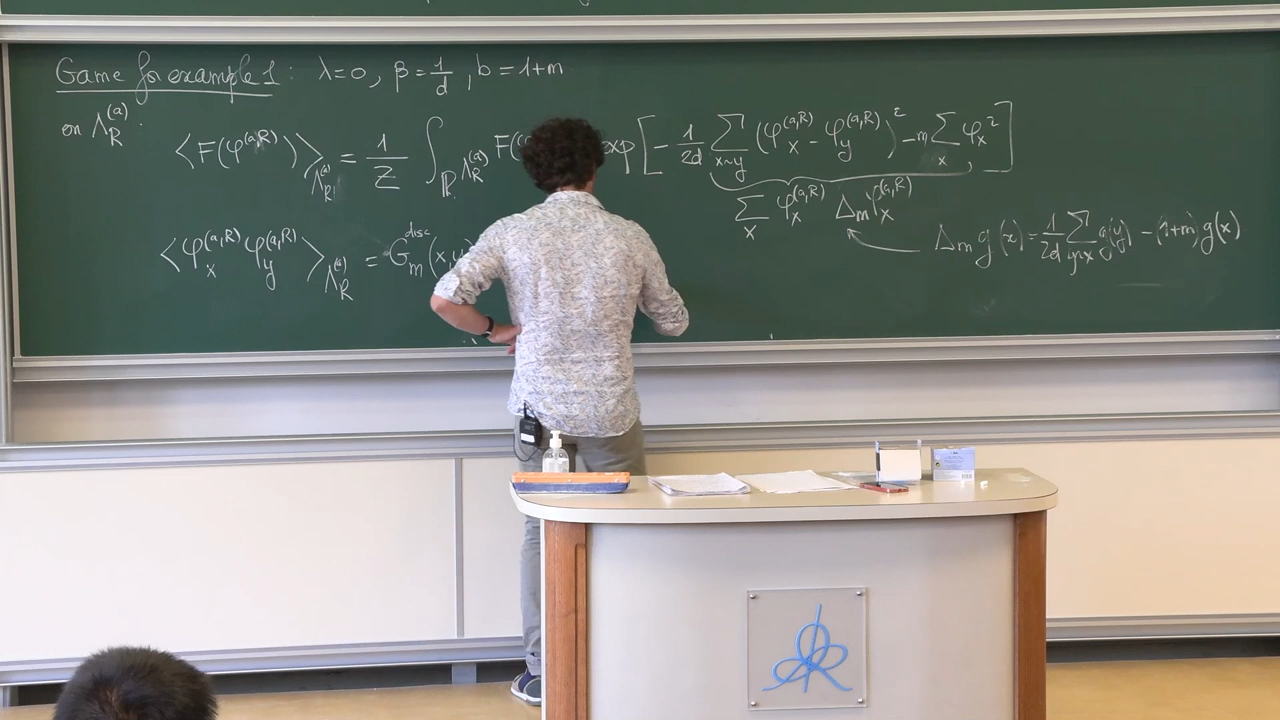 Game for example 1 : λ=0, β=1/d, b=1+m
on Λ_R^(a) :
⟨F(φ^(a,R))⟩_{Λ_R^(a)} = 1/Z ∫_{ℝ^{Λ_R^(a)}} F( exp[ - 1/2d Σ_{x~y} (φ_x^(a,R) - φ_y^(a,R))² - m Σ_x φ_x² ]
Σ_x φ_x^(a,R) Δ_m φ_x^(a,R)
⟨φ_x^(a,R) φ_y^(a,R)⟩_{Λ_R^(a)} = G_m^disc (x,y
Δ_m g(x) = 1/2d Σ_{y~x} g(y) - (1+m) g(x)